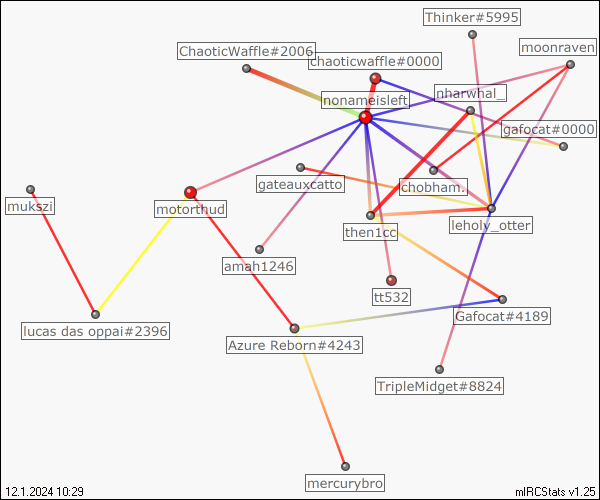 Thinker#5995
ChaoticWaffle#2006
moonraven
chaoticwaffle#0000
nharwhal_
nonameisleft
gafocat#0000
gateauxcatto
chobham.
mukszi
motorthud
then1cc
leholy_otter
amah1246
tt532
Gafocat#4189
lucas das oppai#2396
Azure Reborn#4243
TripleMidget#8824
mercurybro
12.1.2024 10:29
mIRCStats v1.25